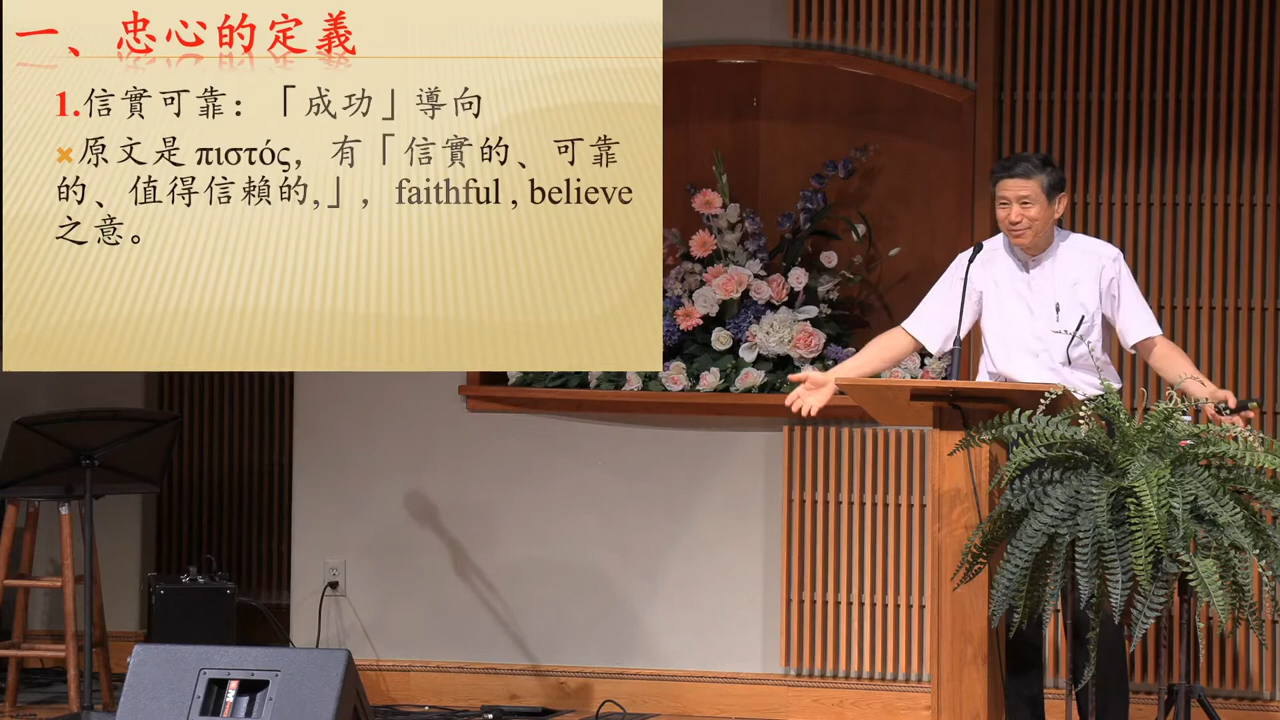 一、忠心的定義
1.信實可靠：「成功」導向
原文是 πιστός，有「信實的、可靠
的、值得信賴的,」，faithful , believe
之意。